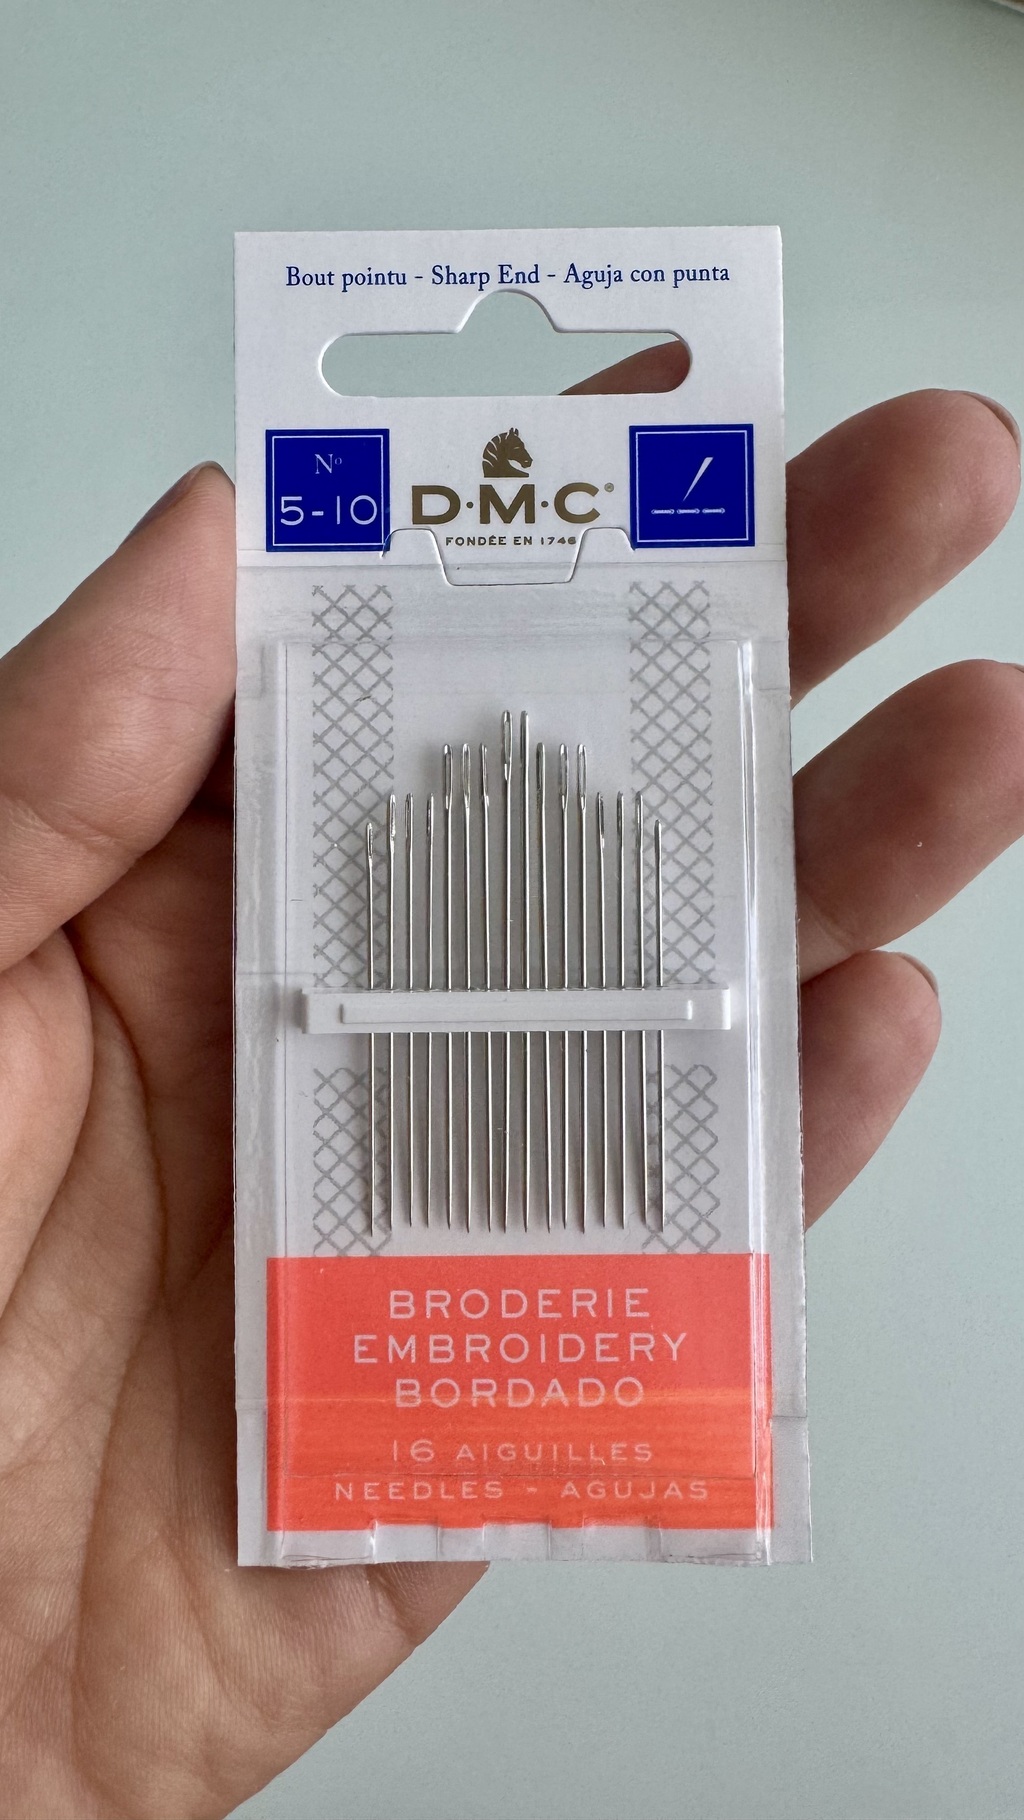 Bout pointu - Sharp End - Aguja con punta
Nº
5-10
D·M·C®
FONDÉE EN 1746
BRODERIE
EMBROIDERY
BORDADO
16 AIGUILLES
NEEDLES - AGUJAS